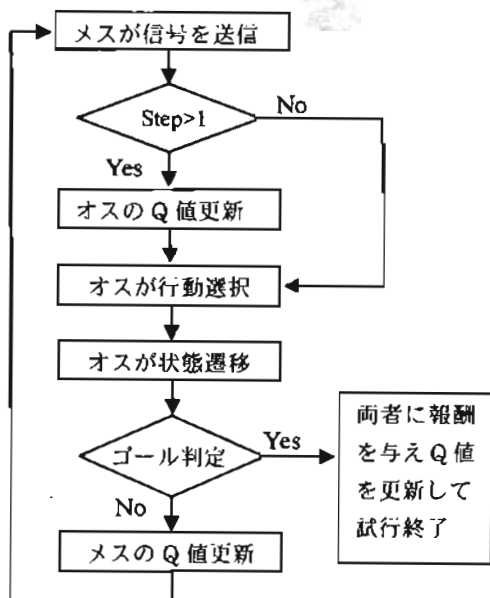 メスが信号を送信
Step>1
No
Yes
オスのQ値更新
オスが行動選択
オスが状態遷移
ゴール判定
Yes
両者に報酬
を与えQ値
を更新して
試行終了
No
メスのQ値更新